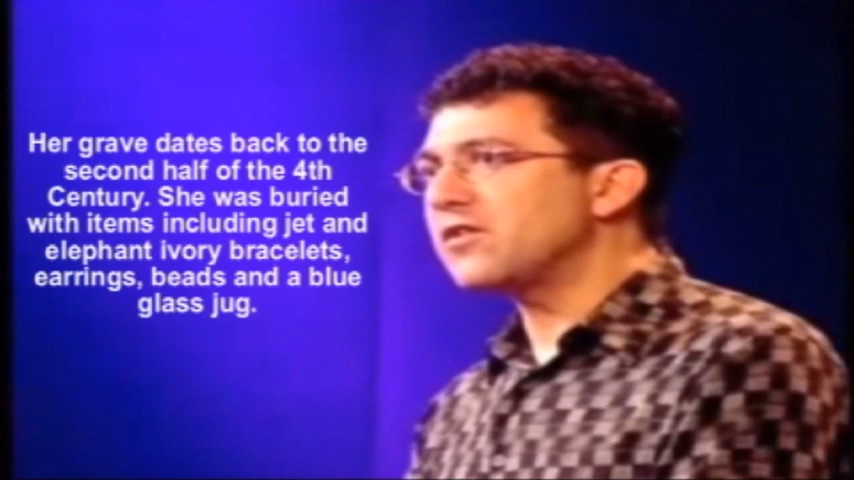 Her grave dates back to the
second half of the 4th
Century. She was buried
with items including jet and
elephant ivory bracelets,
earrings, beads and a blue
glass jug.